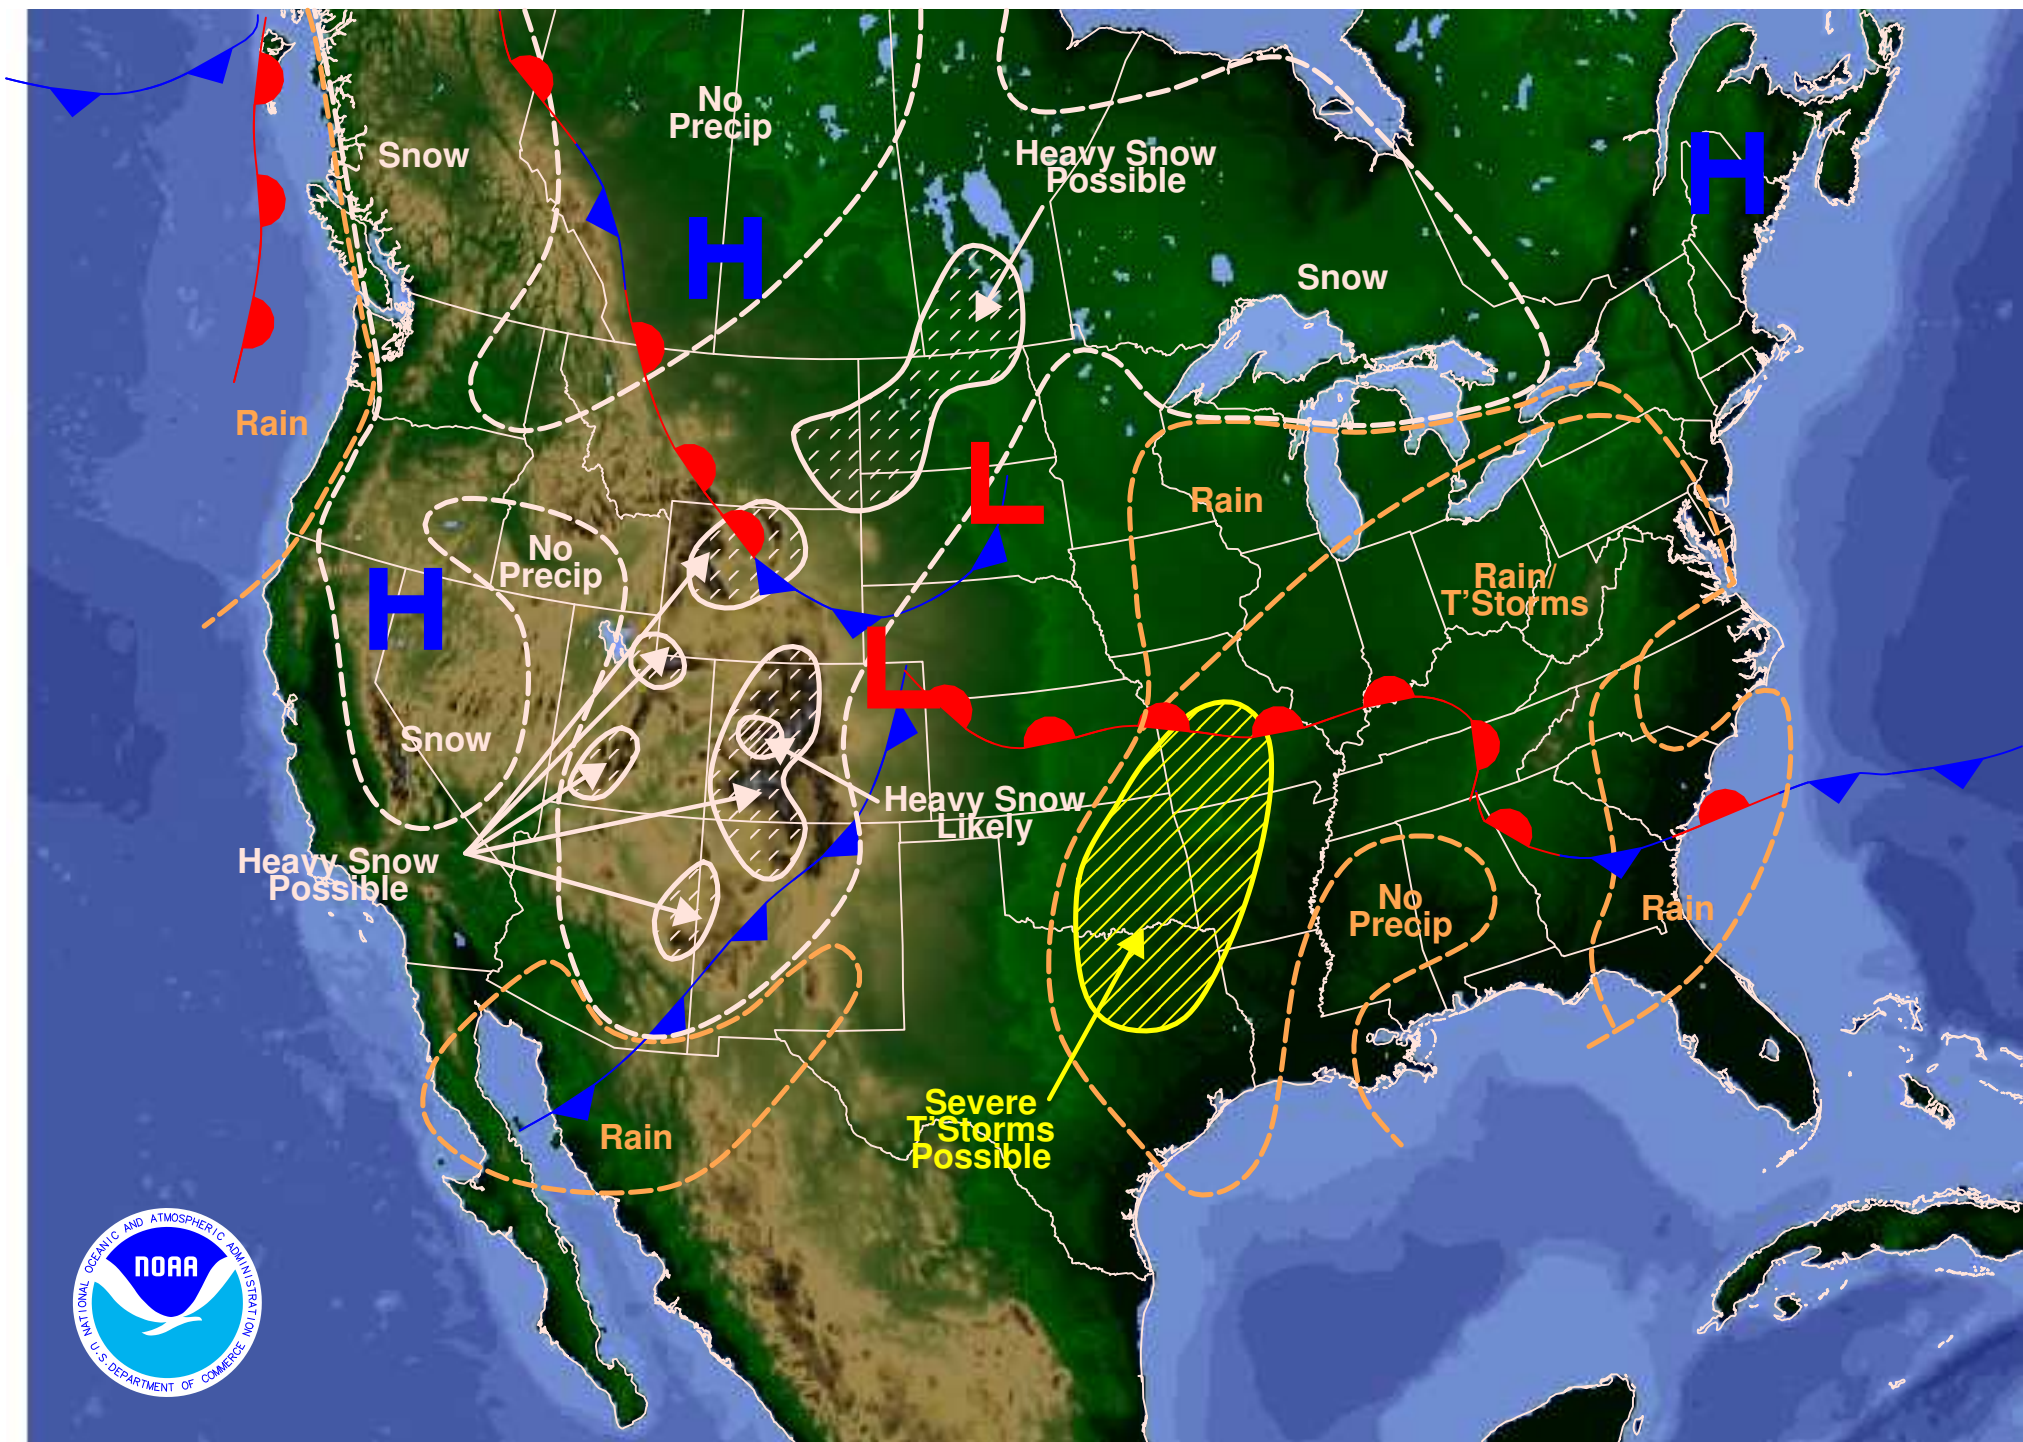 No
Precip
Snow
Heavy Snow
Possible
H
H
Snow
Rain
L
Rain
No
Precip
H
Rain/
T'Storms
L
Snow
Heavy Snow
Likely
Heavy Snow
Possible
No
Precip
Rain
Severe
T'Storms
Possible
Rain
NATIONAL OCEANIC AND ATMOSPHERIC ADMINISTRATION
NOAA
U.S. DEPARTMENT OF COMMERCE